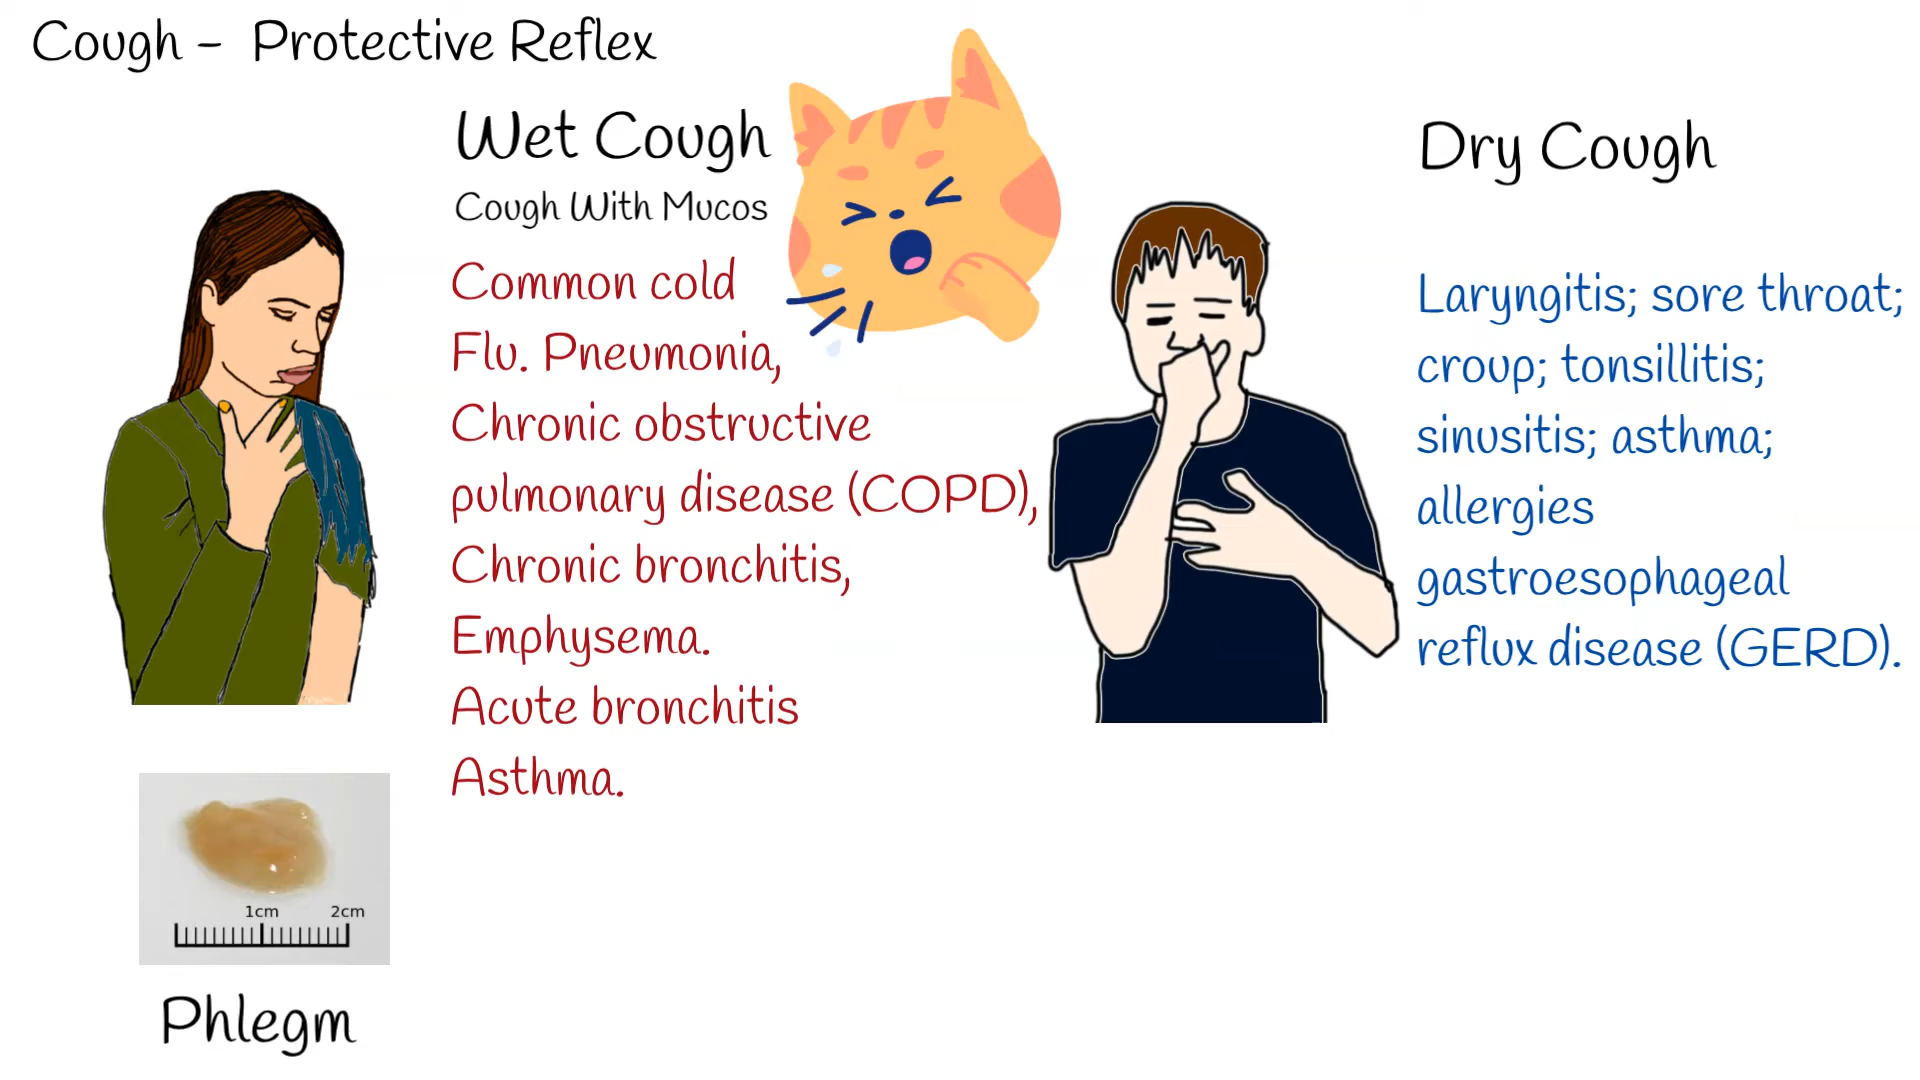 Cough - Protective Reflex
Wet Cough
Cough With Mucos
Common cold
Flu. Pneumonia,
Chronic obstructive
pulmonary disease (COPD),
Chronic bronchitis,
Emphysema.
Acute bronchitis
Asthma.
Dry Cough
Laryngitis; sore throat;
croup; tonsillitis;
sinusitis; asthma;
allergies
gastroesophageal
reflux disease (GERD).
1cm 2cm
Phlegm